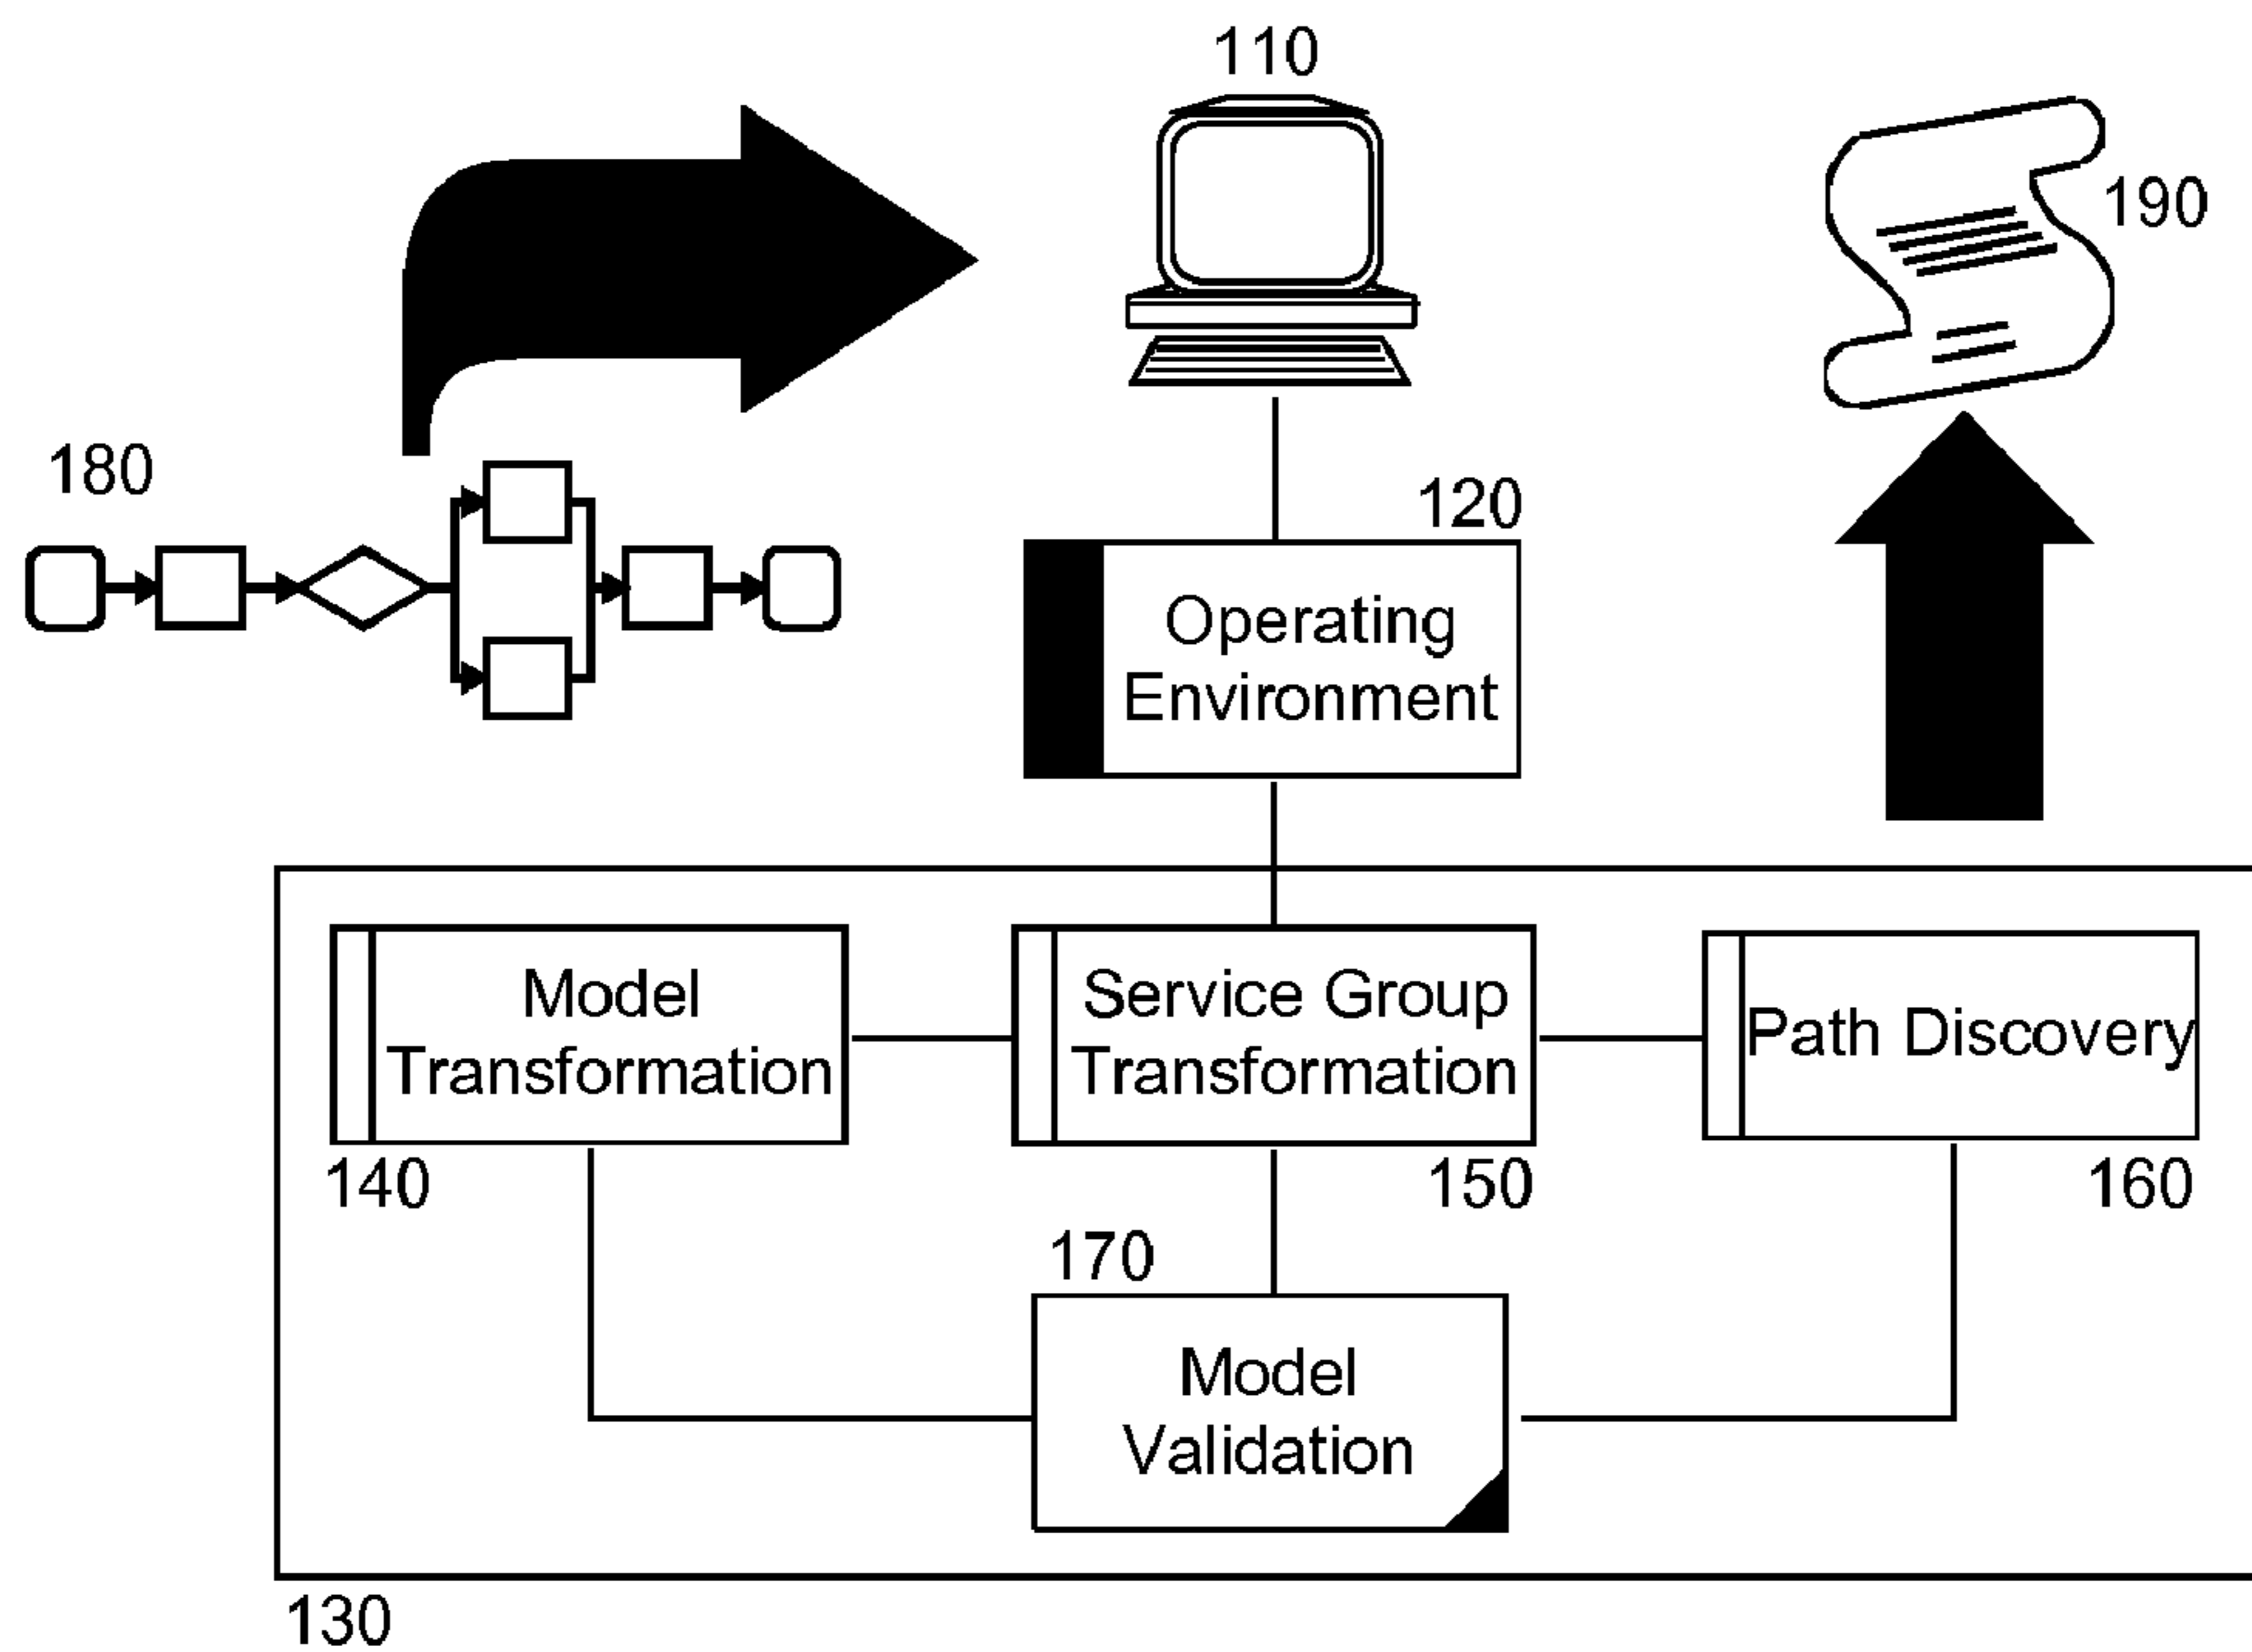 110
190
180
120
Operating
Environment
Model
Transformation
Service Group
Transformation
Path Discovery
140
150
160
170
Model
Validation
130